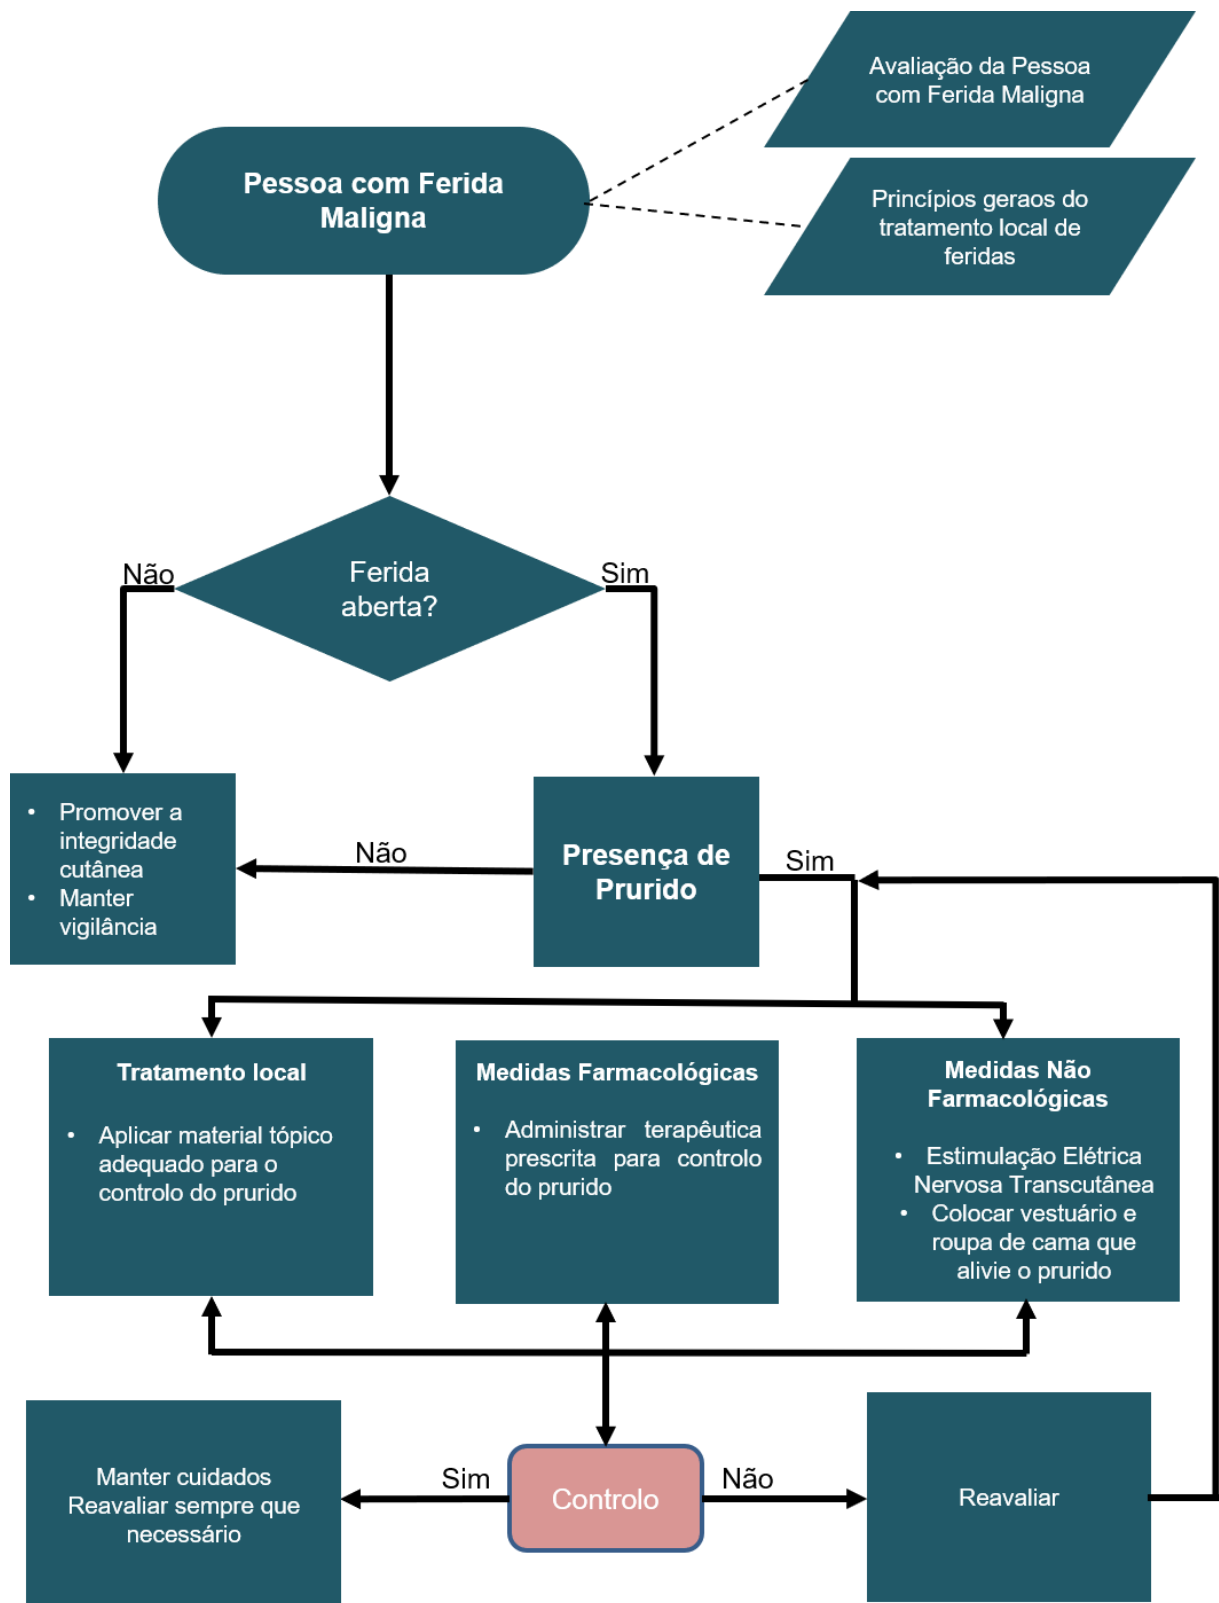 Avaliação da Pessoa
com Ferida Maligna
Pessoa com Ferida
Maligna
Princípios geraos do
tratamento local de
feridas
Ferida
aberta?
Não
Sim
• Promover a
integridade
cutânea
• Manter
vigilância
Não
Presença de
Prurido
Sim
Tratamento local
• Aplicar material tópico
adequado para o
controlo do prurido
Medidas Farmacológicas
• Administrar terapêutica
prescrita para controlo
do prurido
Medidas Não
Farmacológicas
• Estimulação Elétrica
Nervosa Transcutânea
• Colocar vestuário e
roupa de cama que
alivie o prurido
Manter cuidados
Reavaliar sempre que
necessário
Sim
Controlo
Não
Reavaliar